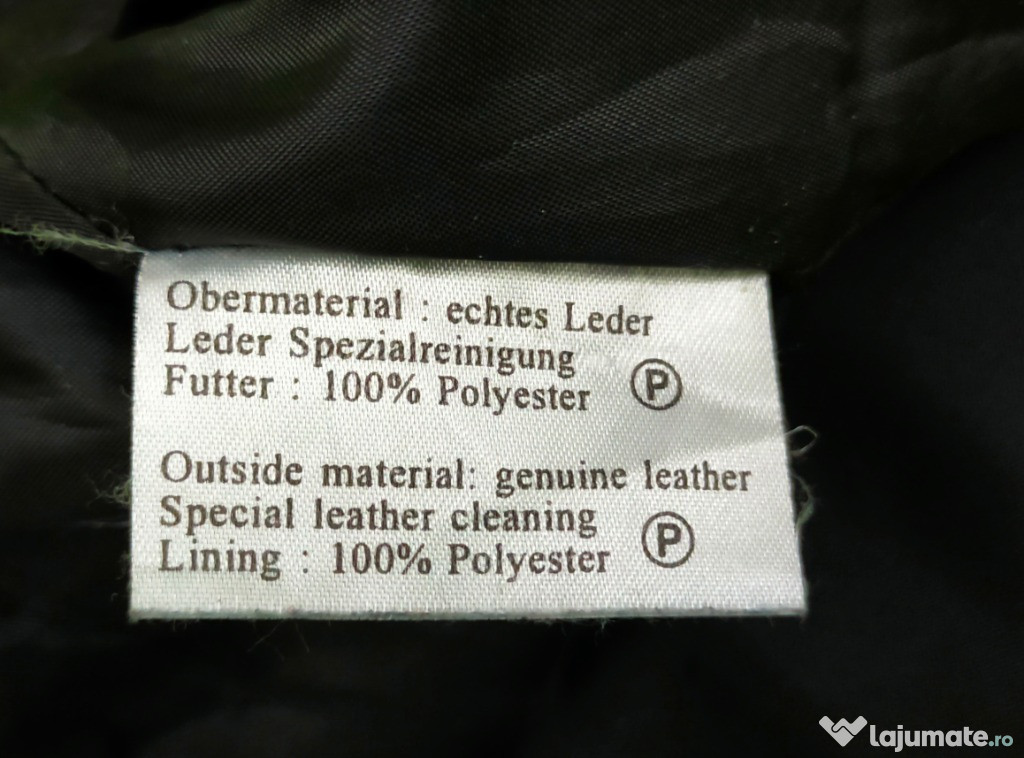 Obermaterial : echtes Leder
Leder Spezialreinigung
Futter : 100% Polyester Ⓟ
Outside material: genuine leather
Special leather cleaning
Lining : 100% Polyester Ⓟ
lajumate.ro